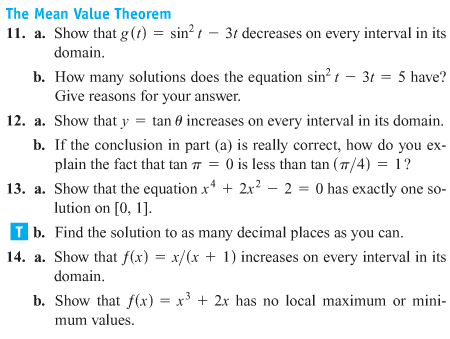 The Mean Value Theorem
11. a. Show that g(t) = sin² t − 3t decreases on every interval in its
domain.
b. How many solutions does the equation sin² t − 3t = 5 have?
Give reasons for your answer.
12. a. Show that y = tan θ increases on every interval in its domain.
b. If the conclusion in part (a) is really correct, how do you ex-
plain the fact that tan π = 0 is less than tan (π/4) = 1?
13. a. Show that the equation x⁴ + 2x² − 2 = 0 has exactly one so-
lution on [0, 1].
T b. Find the solution to as many decimal places as you can.
14. a. Show that f(x) = x/(x + 1) increases on every interval in its
domain.
b. Show that f(x) = x³ + 2x has no local maximum or mini-
mum values.